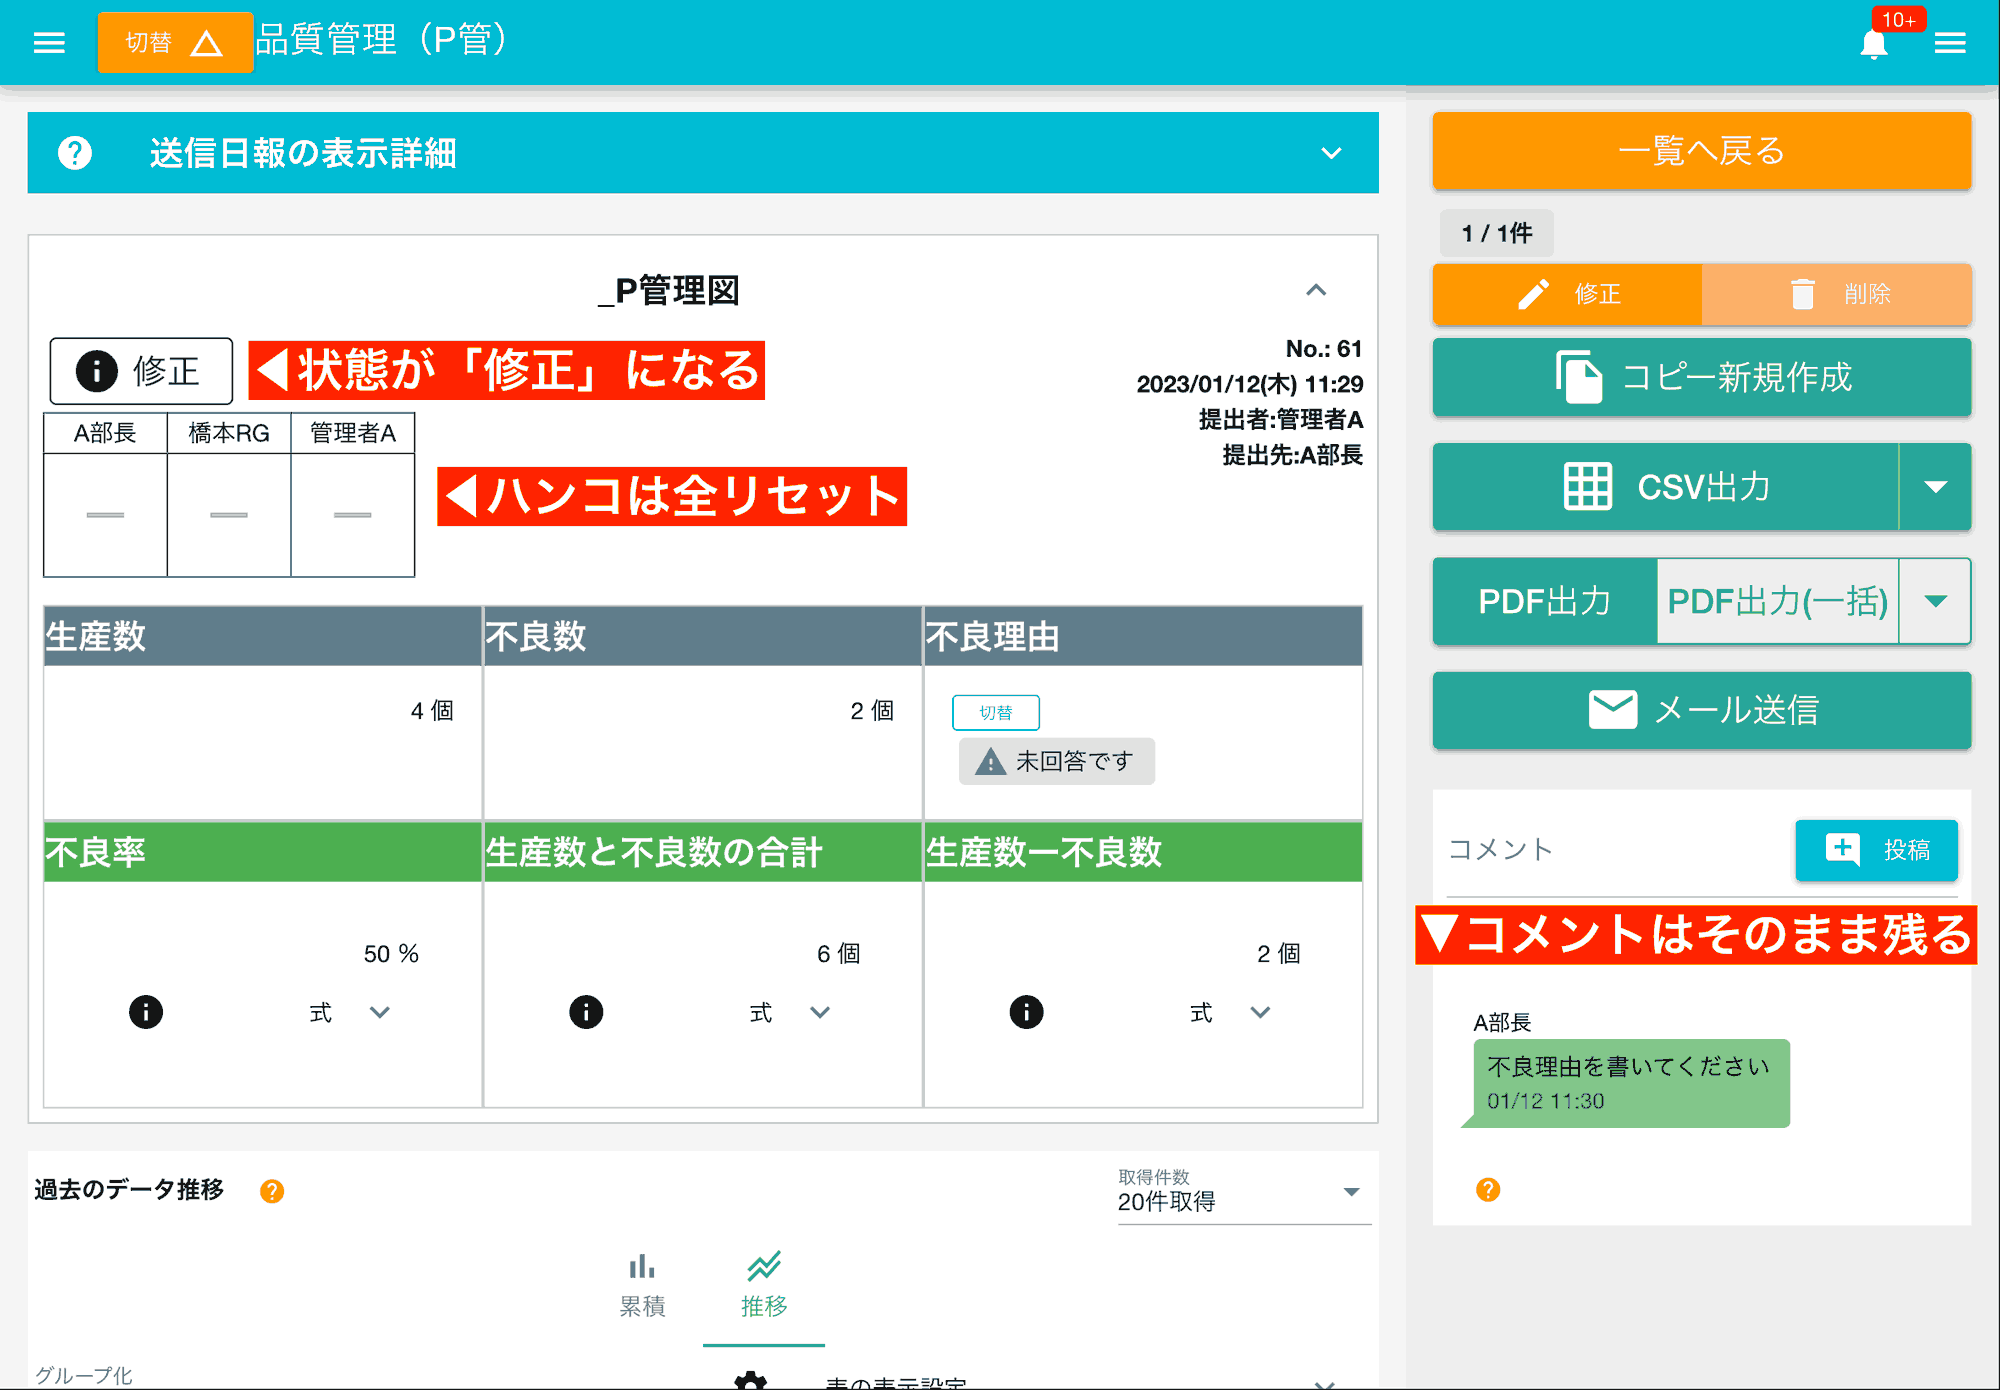 切替
品質管理（P管）
10+
送信日報の表示詳細
_P管理図
修正
◀状態が「修正」になる
No.: 61
2023/01/12(木) 11:29
提出者:管理者A
提出先:A部長
A部長 橋本RG 管理者A
◀ハンコは全リセット
生産数 不良数 不良理由
4 個 2 個 切替
未回答です
不良率 生産数と不良数の合計 生産数ー不良数
50 % 6 個 2 個
式 式 式
過去のデータ推移
取得件数
20件取得
累積 推移
グループ化
表の表示設定
一覧へ戻る
1 / 1件
修正 削除
コピー新規作成
CSV出力
PDF出力 PDF出力(一括)
メール送信
コメント 投稿
▼コメントはそのまま残る
A部長
不良理由を書いてください
01/12 11:30